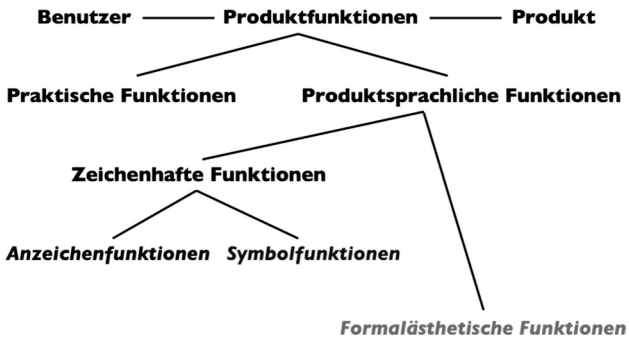 Benutzer Produktfunktionen Produkt
Praktische Funktionen Produktsprachliche Funktionen
Zeichenhafte Funktionen
Anzeichenfunktionen Symbolfunktionen
Formalästhetische Funktionen